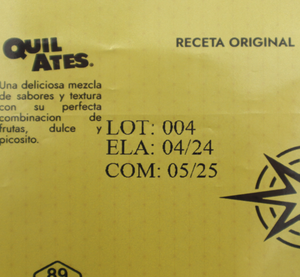 QUIL
ATES.
RECETA ORIGINAL
Una deliciosa mezcla
de sabores y textura
con su perfecta
combinacion de
frutas, dulce y
picosito.
LOT: 004
ELA: 04/24
COM: 05/25
89